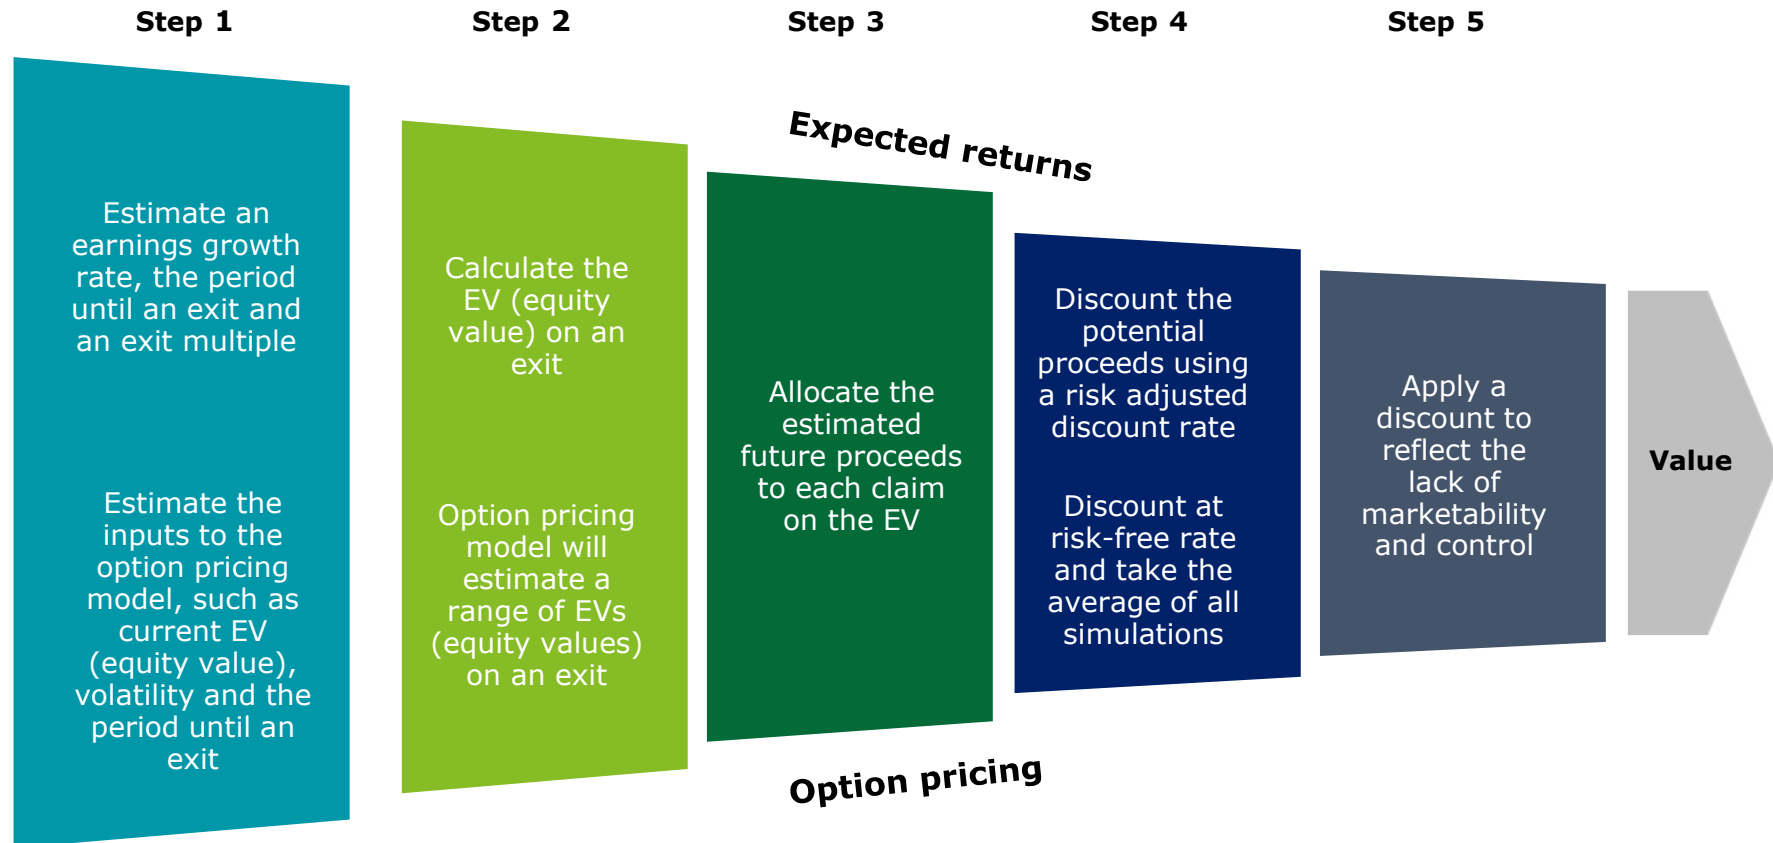 Step 1
Step 2
Step 3
Step 4
Step 5
Expected returns
Estimate an
earnings growth
rate, the period
until an exit and
an exit multiple
Estimate the
inputs to the
option pricing
model, such as
current EV
(equity value),
volatility and the
period until an
exit
Calculate the
EV (equity
value) on an
exit
Option pricing
model will
estimate a
range of EVs
(equity values)
on an exit
Allocate the
estimated
future proceeds
to each claim
on the EV
Discount the
potential
proceeds using
a risk adjusted
discount rate
Discount at
risk-free rate
and take the
average of all
simulations
Apply a
discount to
reflect the
lack of
marketability
and control
Value
Option pricing